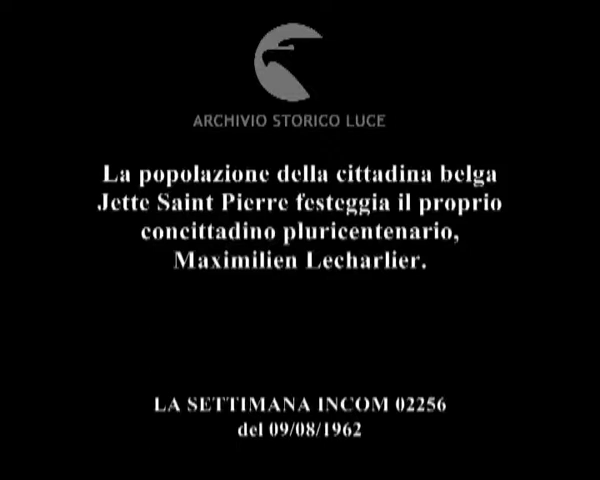 ARCHIVIO STORICO LUCE
La popolazione della cittadina belga
Jette Saint Pierre festeggia il proprio
concittadino pluricentenario,
Maximilien Lecharlier.
LA SETTIMANA INCOM 02256
del 09/08/1962